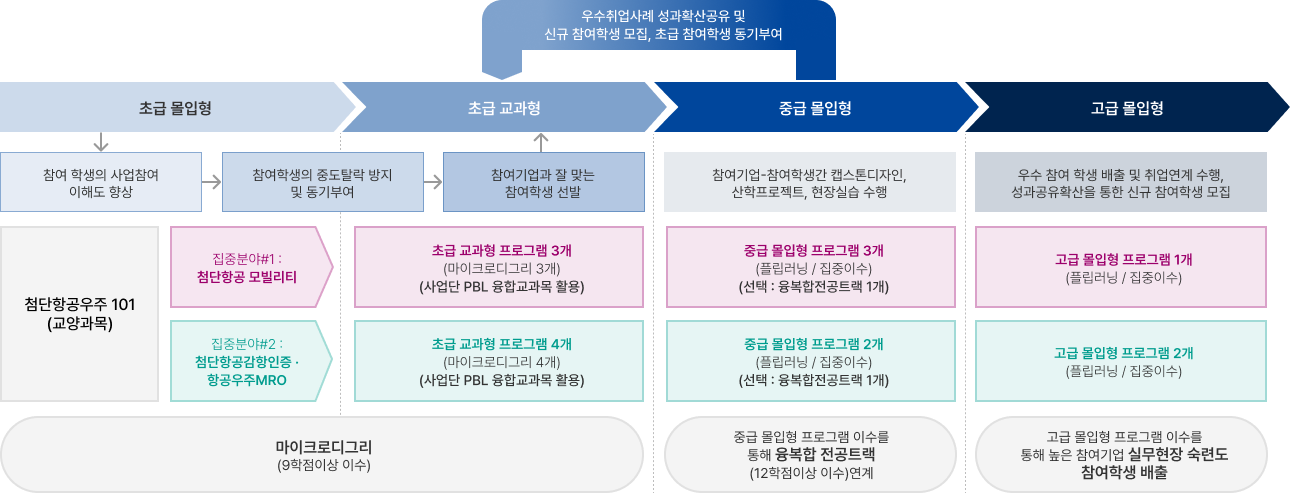 우수취업사례 성과확산공유 및
신규 참여학생 모집, 초급 참여학생 동기부여
초급 몰입형
초급 교과형
중급 몰입형
고급 몰입형
참여 학생의 사업참여
이해도 향상
참여학생의 중도탈락 방지
및 동기부여
참여기업과 잘 맞는
참여학생 선발
참여기업-참여학생간 캡스톤디자인,
산학프로젝트, 현장실습 수행
우수 참여 학생 배출 및 취업연계 수행,
성과공유확산을 통한 신규 참여학생 모집
첨단항공우주 101
(교양과목)
집중분야#1 :
첨단항공 모빌리티
초급 교과형 프로그램 3개
(마이크로디그리 3개)
(사업단 PBL 융합교과목 활용)
중급 몰입형 프로그램 3개
(플립러닝 / 집중이수)
(선택 : 융복합전공트랙 1개)
고급 몰입형 프로그램 1개
(플립러닝 / 집중이수)
집중분야#2 :
첨단항공감항인증 ·
항공우주MRO
초급 교과형 프로그램 4개
(마이크로디그리 4개)
(사업단 PBL 융합교과목 활용)
중급 몰입형 프로그램 2개
(플립러닝 / 집중이수)
(선택 : 융복합전공트랙 1개)
고급 몰입형 프로그램 2개
(플립러닝 / 집중이수)
마이크로디그리
(9학점이상 이수)
중급 몰입형 프로그램 이수를
통해 융복합 전공트랙
(12학점이상 이수)연계
고급 몰입형 프로그램 이수를
통해 높은 참여기업 실무현장 숙련도
참여학생 배출